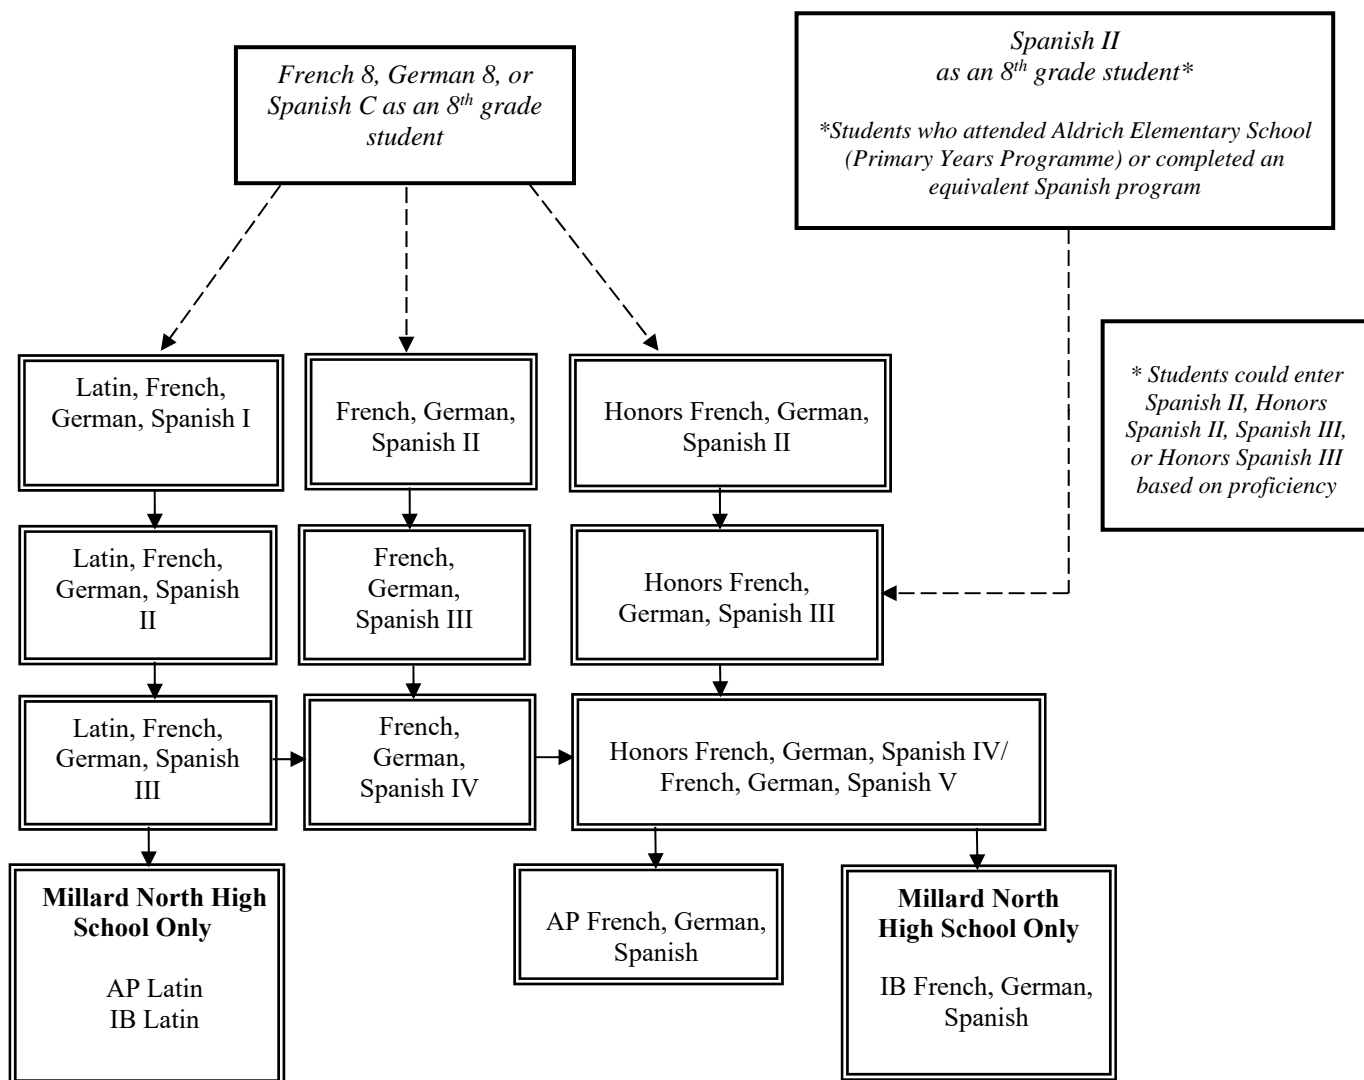 French 8, German 8, or
Spanish C as an 8th grade
student
Spanish II
as an 8th grade student*
*Students who attended Aldrich Elementary School
(Primary Years Programme) or completed an
equivalent Spanish program
* Students could enter
Spanish II, Honors
Spanish II, Spanish III,
or Honors Spanish III
based on proficiency
Latin, French,
German, Spanish I
French, German,
Spanish II
Honors French, German,
Spanish II
Latin, French,
German, Spanish
II
French,
German,
Spanish III
Honors French,
German, Spanish III
Latin, French,
German, Spanish
III
French,
German,
Spanish IV
Honors French, German, Spanish IV/
French, German, Spanish V
Millard North High
School Only
AP Latin
IB Latin
AP French, German,
Spanish
Millard North
High School Only
IB French, German,
Spanish